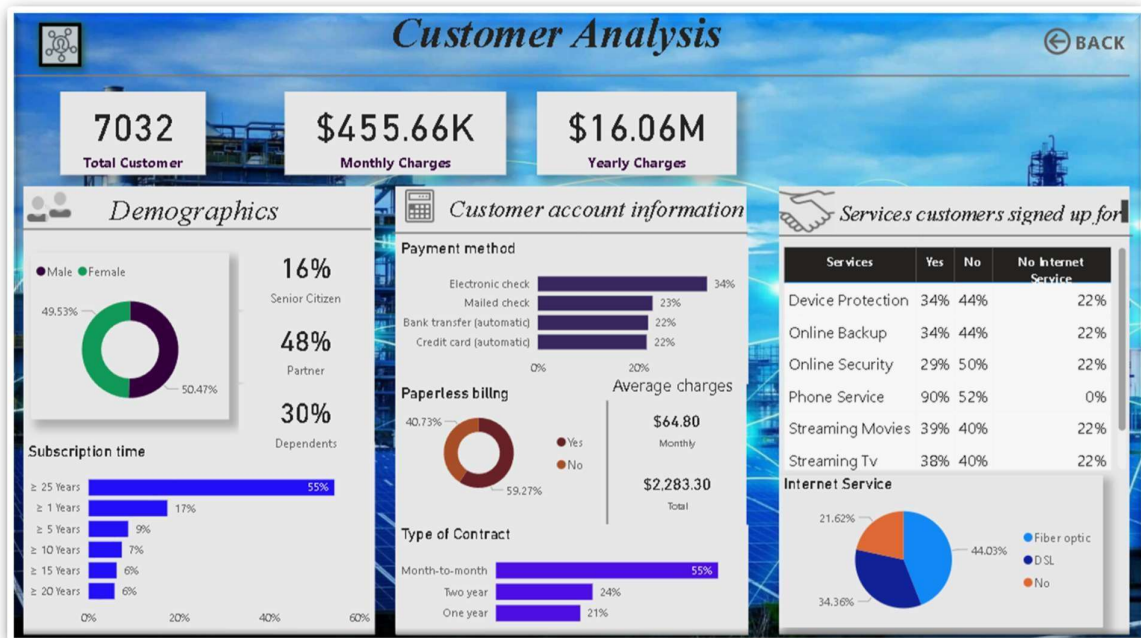 Customer Analysis
BACK
7032
Total Customer
$455.66K
Monthly Charges
$16.06M
Yearly Charges
Demographics
Male Female
49.53%
50.47%
16%
Senior Citizen
48%
Partner
30%
Dependents
Subscription time
≥ 25 Years 55%
≥ 1 Years 17%
≥ 5 Years 9%
≥ 10 Years 7%
≥ 15 Years 6%
≥ 20 Years 6%
0% 20% 40% 60%
Customer account information
Payment method
Electronic check 34%
Mailed check 23%
Bank transfer (automatic) 22%
Credit card (automatic) 22%
0% 20%
Paperless billng
40.73%
59.27%
Yes
No
Average charges
$64.80
Monthly
$2,283.30
Total
Type of Contract
Month-to-month 55%
Two year 24%
One year 21%
Services customers signed up for
Services Yes No No Internet
Service
Device Protection 34% 44% 22%
Online Backup 34% 44% 22%
Online Security 29% 50% 22%
Phone Service 90% 52% 0%
Streaming Movies 39% 40% 22%
Streaming Tv 38% 40% 22%
Internet Service
21.62%
44.03%
34.36%
Fiber optic
DSL
No